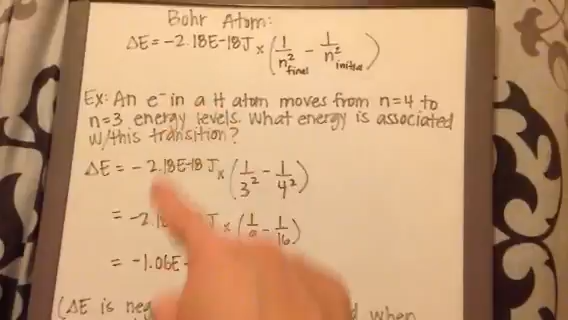 Bohr Atom:
ΔE = -2.18E-18J × (1/n²final - 1/n²initial)
Ex: An e⁻ in a H atom moves from n=4 to
n=3 energy levels. What energy is associated
w/this transition?
ΔE = -2.18E-18 J × (1/3² - 1/4²)
= -2.18 J × (1/9 - 1/16)
= -1.06E-
(ΔE is neg d when